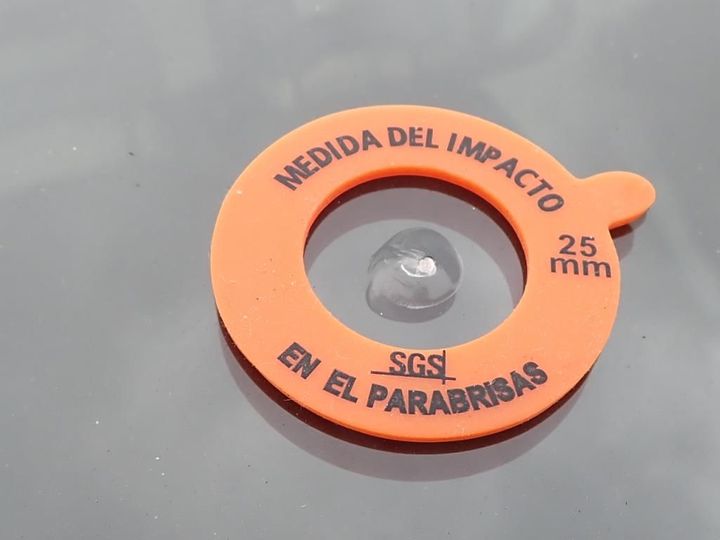 MEDIDA DEL IMPACTO
25
mm
SGS
EN EL PARABRISAS